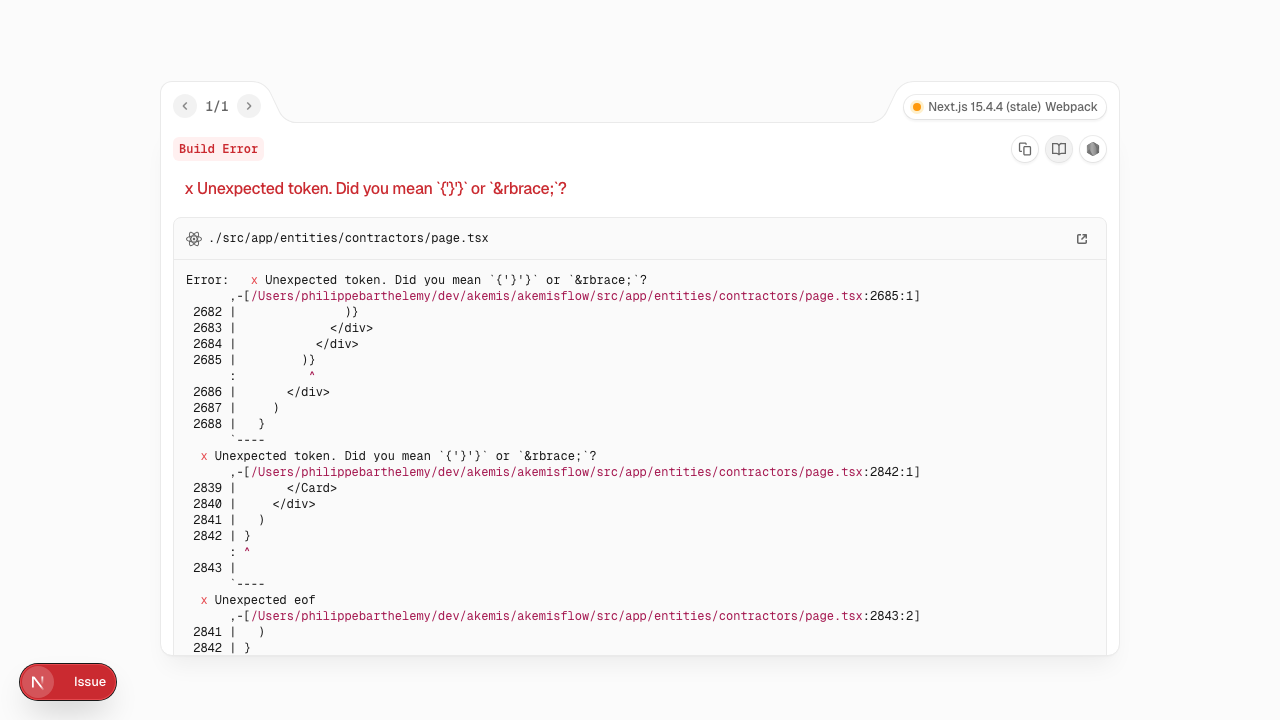 1/1
Next.js 15.4.4 (stale) Webpack
Build Error
x Unexpected token. Did you mean `{'}'}` or `&rbrace;`?
./src/app/entities/contractors/page.tsx
Error:   x Unexpected token. Did you mean `{'}'}` or `&rbrace;`?
      ,-[/Users/philippebarthelemy/dev/akemis/akemisflow/src/app/entities/contractors/page.tsx:2685:1]
 2682 |               )}
 2683 |             </div>
 2684 |           </div>
 2685 |         )}
      :          ^
 2686 |       </div>
 2687 |     )
 2688 |   }
      `----
  x Unexpected token. Did you mean `{'}'}` or `&rbrace;`?
      ,-[/Users/philippebarthelemy/dev/akemis/akemisflow/src/app/entities/contractors/page.tsx:2842:1]
 2839 |       </Card>
 2840 |     </div>
 2841 |   )
 2842 | }
      : ^
 2843 |
      `----
  x Unexpected eof
      ,-[/Users/philippebarthelemy/dev/akemis/akemisflow/src/app/entities/contractors/page.tsx:2843:2]
 2841 |   )
 2842 | }
N Issue